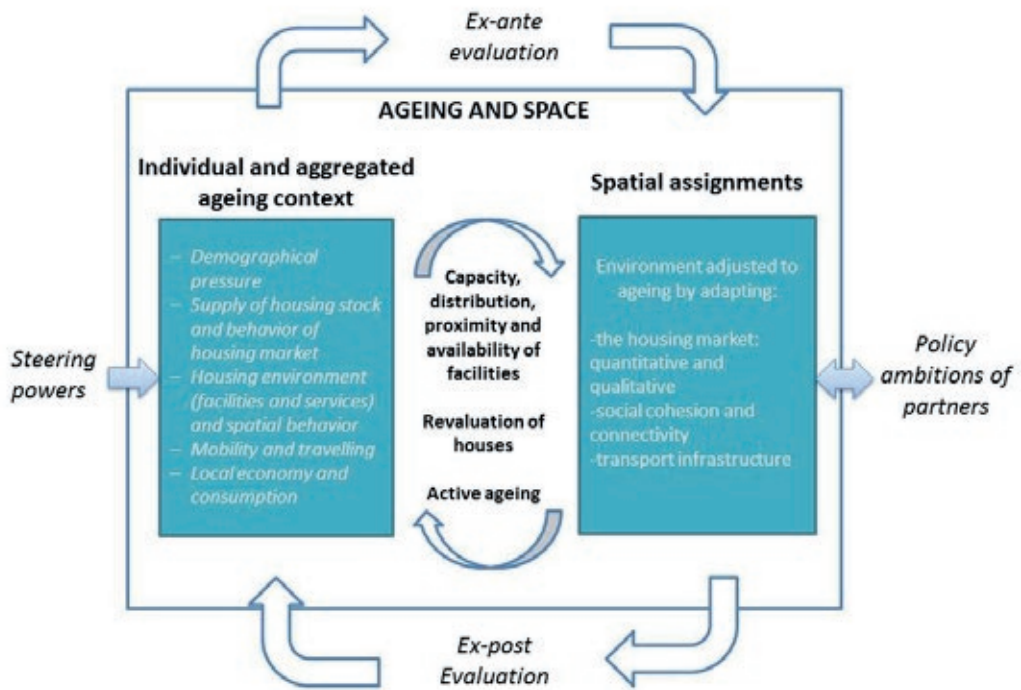 Ex-ante
evaluation
AGEING AND SPACE
Individual and aggregated
ageing context
– Demographical
pressure
– Supply of housing stock
and behavior of
housing market
– Housing environment
(facilities and services)
and spatial behavior
– Mobility and travelling
– Local economy and
consumption
Steering
powers
Capacity,
distribution,
proximity and
availability of
facilities
Revaluation of
houses
Active ageing
Spatial assignments
Environment adjusted to
ageing by adapting:
-the housing market:
quantitative and
qualitative
-social cohesion and
connectivity
-transport infrastructure
Policy
ambitions of
partners
Ex-post
Evaluation